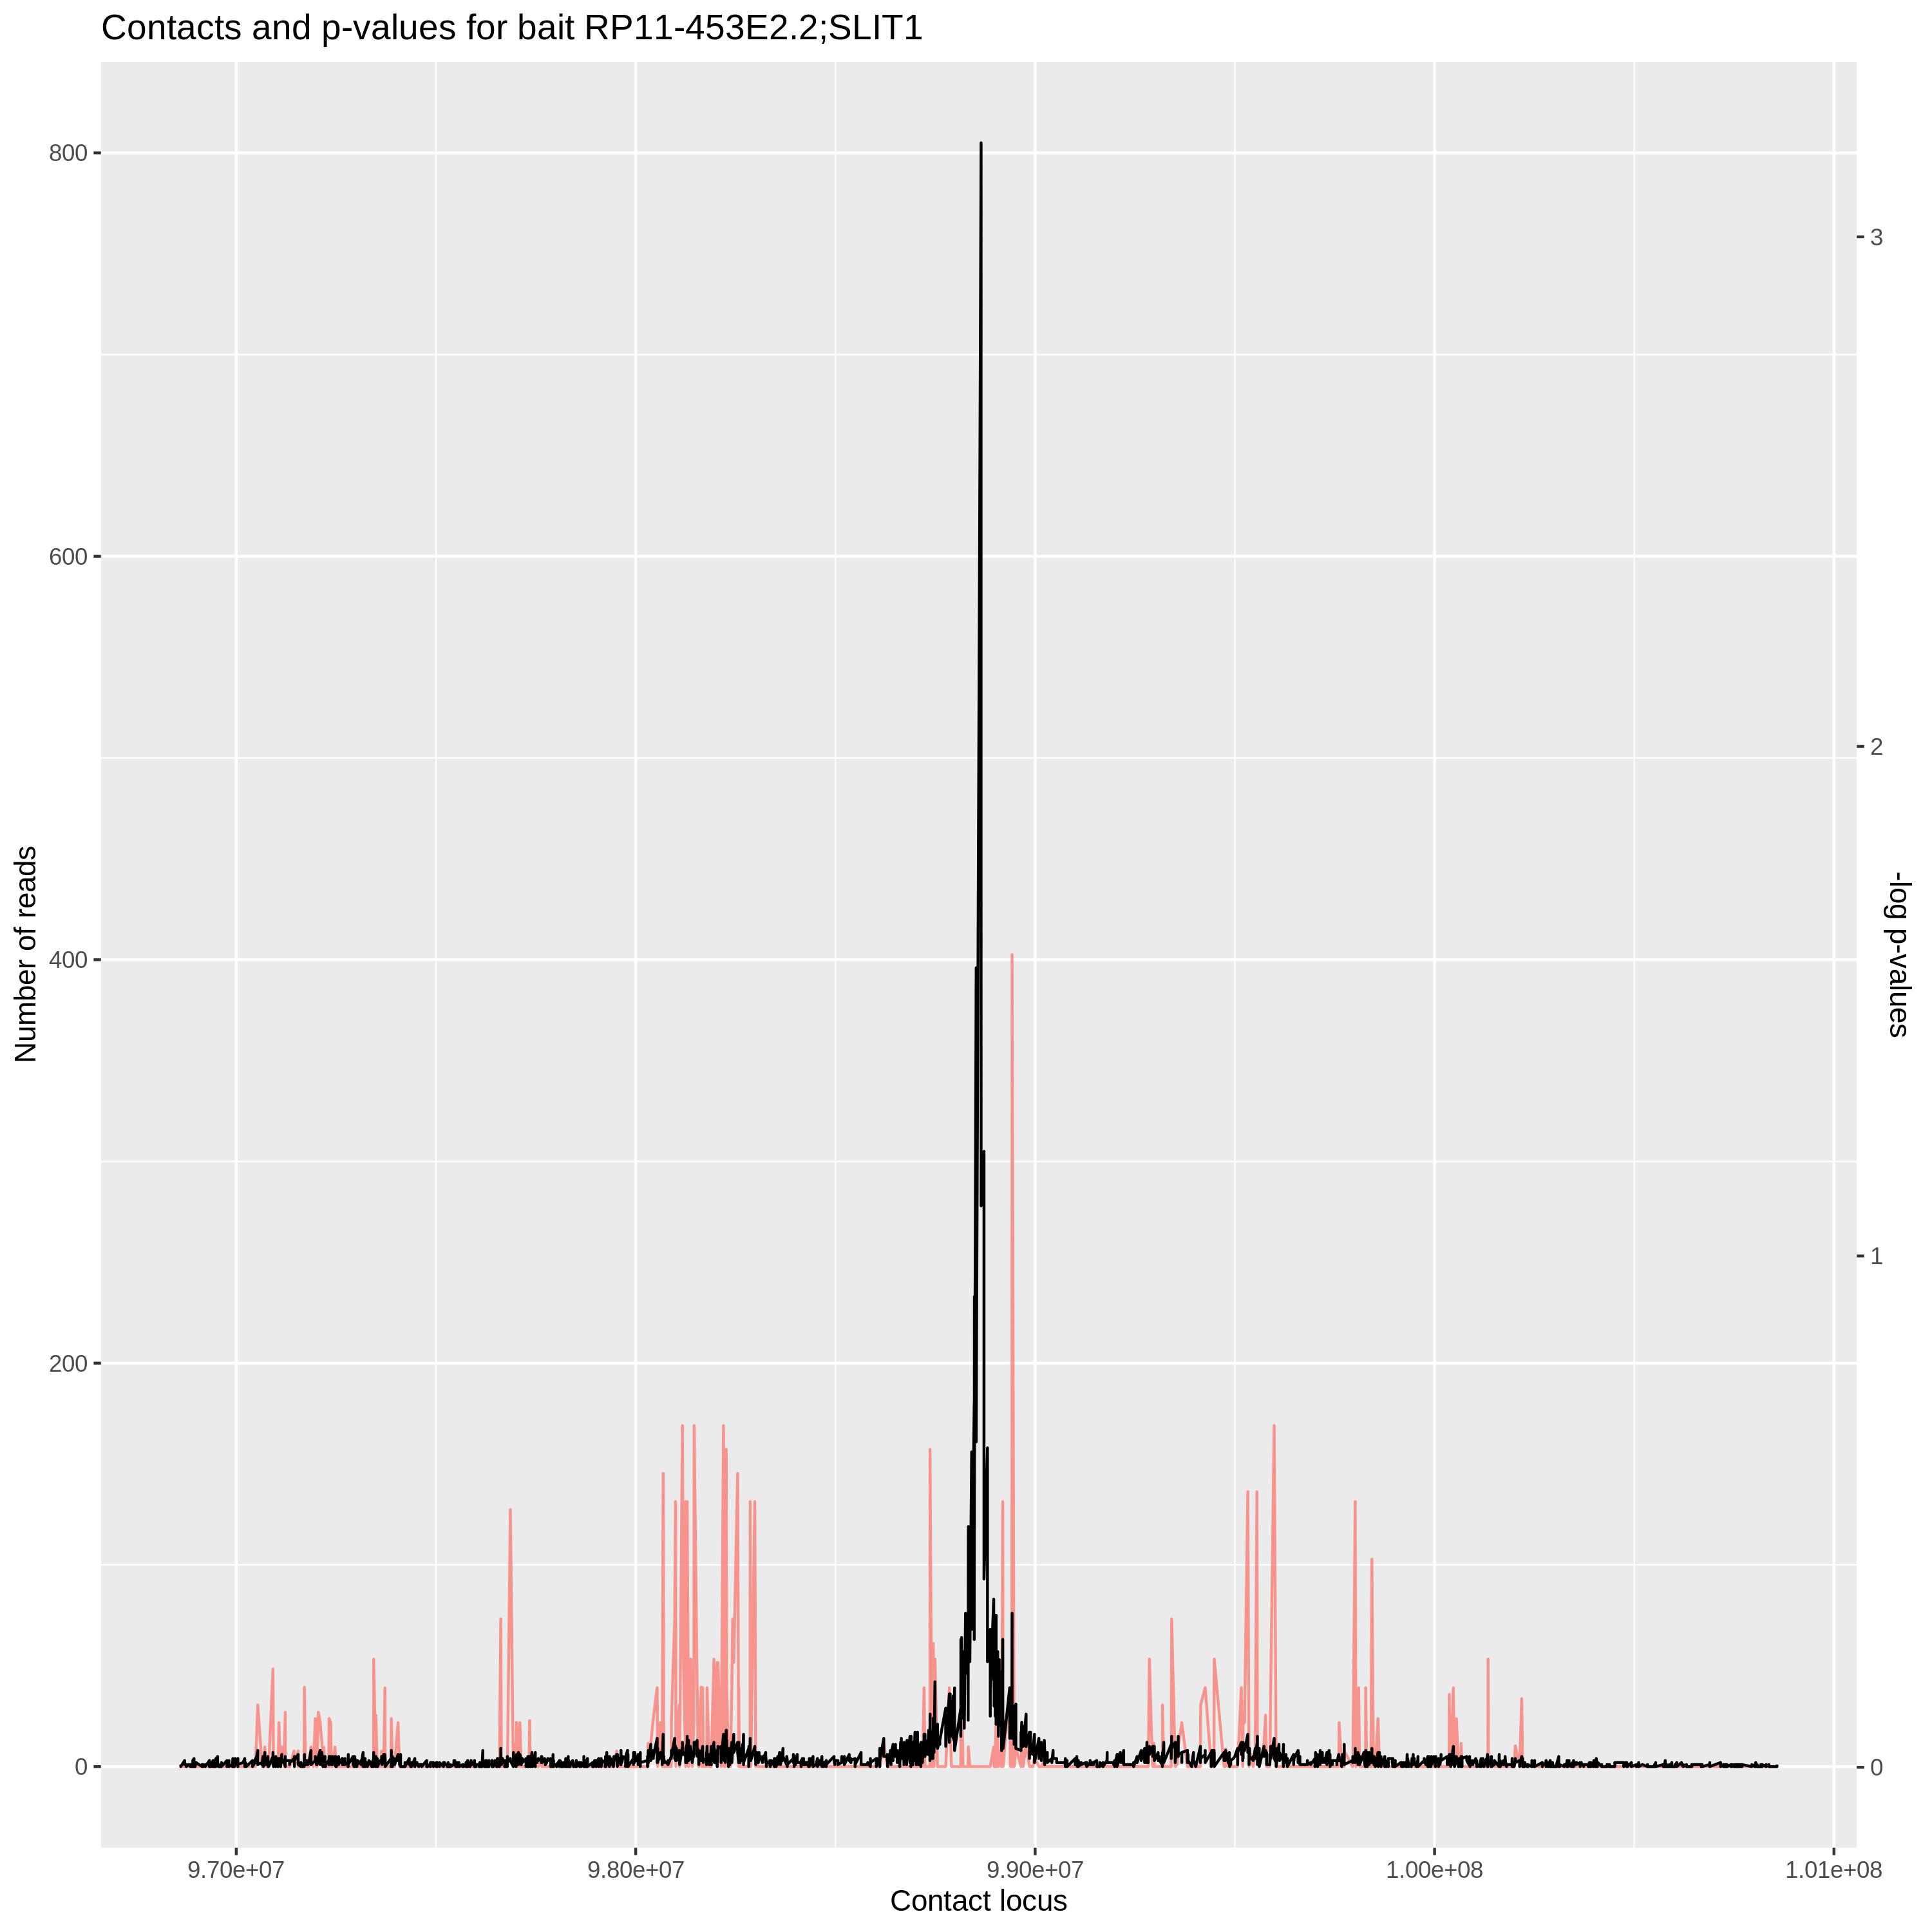 Contacts and p-values for bait RP11-453E2.2;SLIT1
800
600
400
200
0
Number of reads
3
2
1
0
-log p-values
9.70e+07 9.80e+07 9.90e+07 1.00e+08 1.01e+08
Contact locus